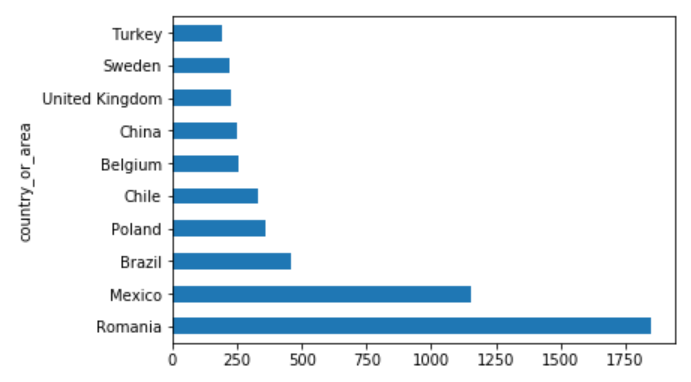 Turkey
Sweden
United Kingdom
China
Belgium
Chile
Poland
Brazil
Mexico
Romania
country_or_area
0 250 500 750 1000 1250 1500 1750